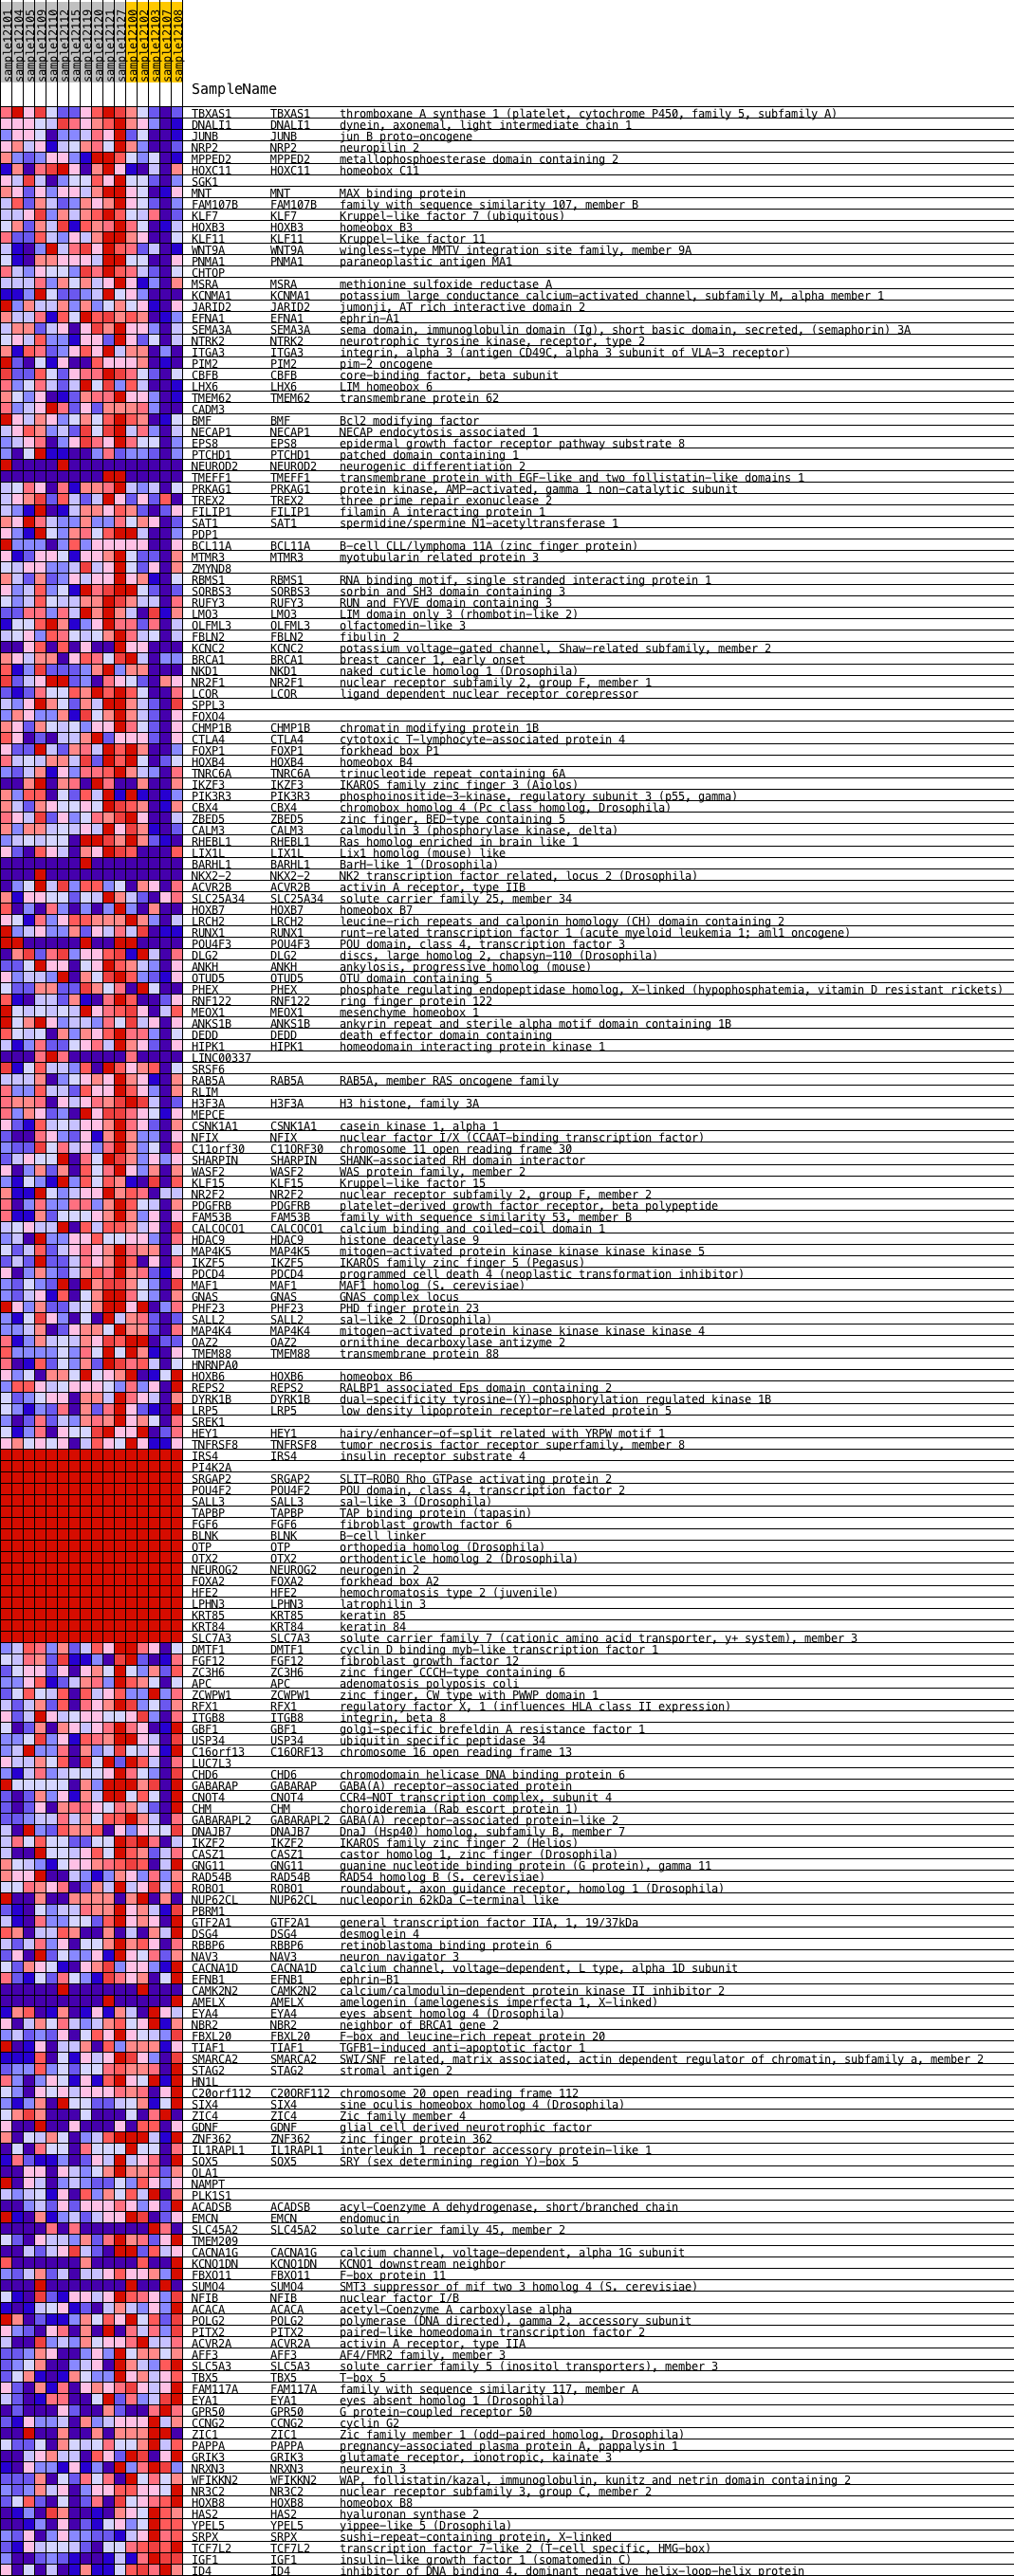 sample12101
sample12104
sample12105
sample12109
sample12110
sample12112
sample12115
sample12119
sample12120
sample12121
sample12127
sample12100
sample12102
sample12103
sample12107
sample12108
SampleName
TBXAS1 TBXAS1 thromboxane A synthase 1 (platelet, cytochrome P450, family 5, subfamily A)
DNALI1 DNALI1 dynein, axonemal, light intermediate chain 1
JUNB JUNB jun B proto-oncogene
NRP2 NRP2 neuropilin 2
MPPED2 MPPED2 metallophosphoesterase domain containing 2
HOXC11 HOXC11 homeobox C11
SGK1
MNT MNT MAX binding protein
FAM107B FAM107B family with sequence similarity 107, member B
KLF7 KLF7 Kruppel-like factor 7 (ubiquitous)
HOXB3 HOXB3 homeobox B3
KLF11 KLF11 Kruppel-like factor 11
WNT9A WNT9A wingless-type MMTV integration site family, member 9A
PNMA1 PNMA1 paraneoplastic antigen MA1
CHTOP
MSRA MSRA methionine sulfoxide reductase A
KCNMA1 KCNMA1 potassium large conductance calcium-activated channel, subfamily M, alpha member 1
JARID2 JARID2 jumonji, AT rich interactive domain 2
EFNA1 EFNA1 ephrin-A1
SEMA3A SEMA3A sema domain, immunoglobulin domain (Ig), short basic domain, secreted, (semaphorin) 3A
NTRK2 NTRK2 neurotrophic tyrosine kinase, receptor, type 2
ITGA3 ITGA3 integrin, alpha 3 (antigen CD49C, alpha 3 subunit of VLA-3 receptor)
PIM2 PIM2 pim-2 oncogene
CBFB CBFB core-binding factor, beta subunit
LHX6 LHX6 LIM homeobox 6
TMEM62 TMEM62 transmembrane protein 62
CADM3
BMF BMF Bcl2 modifying factor
NECAP1 NECAP1 NECAP endocytosis associated 1
EPS8 EPS8 epidermal growth factor receptor pathway substrate 8
PTCHD1 PTCHD1 patched domain containing 1
NEUROD2 NEUROD2 neurogenic differentiation 2
TMEFF1 TMEFF1 transmembrane protein with EGF-like and two follistatin-like domains 1
PRKAG1 PRKAG1 protein kinase, AMP-activated, gamma 1 non-catalytic subunit
TREX2 TREX2 three prime repair exonuclease 2
FILIP1 FILIP1 filamin A interacting protein 1
SAT1 SAT1 spermidine/spermine N1-acetyltransferase 1
PDP1
BCL11A BCL11A B-cell CLL/lymphoma 11A (zinc finger protein)
MTMR3 MTMR3 myotubularin related protein 3
ZMYND8
RBMS1 RBMS1 RNA binding motif, single stranded interacting protein 1
SORBS3 SORBS3 sorbin and SH3 domain containing 3
RUFY3 RUFY3 RUN and FYVE domain containing 3
LMO3 LMO3 LIM domain only 3 (rhombotin-like 2)
OLFML3 OLFML3 olfactomedin-like 3
FBLN2 FBLN2 fibulin 2
KCNC2 KCNC2 potassium voltage-gated channel, Shaw-related subfamily, member 2
BRCA1 BRCA1 breast cancer 1, early onset
NKD1 NKD1 naked cuticle homolog 1 (Drosophila)
NR2F1 NR2F1 nuclear receptor subfamily 2, group F, member 1
LCOR LCOR ligand dependent nuclear receptor corepressor
SPPL3
FOXO4
CHMP1B CHMP1B chromatin modifying protein 1B
CTLA4 CTLA4 cytotoxic T-lymphocyte-associated protein 4
FOXP1 FOXP1 forkhead box P1
HOXB4 HOXB4 homeobox B4
TNRC6A TNRC6A trinucleotide repeat containing 6A
IKZF3 IKZF3 IKAROS family zinc finger 3 (Aiolos)
PIK3R3 PIK3R3 phosphoinositide-3-kinase, regulatory subunit 3 (p55, gamma)
CBX4 CBX4 chromobox homolog 4 (Pc class homolog, Drosophila)
ZBED5 ZBED5 zinc finger, BED-type containing 5
CALM3 CALM3 calmodulin 3 (phosphorylase kinase, delta)
RHEBL1 RHEBL1 Ras homolog enriched in brain like 1
LIX1L LIX1L Lix1 homolog (mouse) like
BARHL1 BARHL1 BarH-like 1 (Drosophila)
NKX2-2 NKX2-2 NK2 transcription factor related, locus 2 (Drosophila)
ACVR2B ACVR2B activin A receptor, type IIB
SLC25A34 SLC25A34 solute carrier family 25, member 34
HOXB7 HOXB7 homeobox B7
LRCH2 LRCH2 leucine-rich repeats and calponin homology (CH) domain containing 2
RUNX1 RUNX1 runt-related transcription factor 1 (acute myeloid leukemia 1; aml1 oncogene)
POU4F3 POU4F3 POU domain, class 4, transcription factor 3
DLG2 DLG2 discs, large homolog 2, chapsyn-110 (Drosophila)
ANKH ANKH ankylosis, progressive homolog (mouse)
OTUD5 OTUD5 OTU domain containing 5
PHEX PHEX phosphate regulating endopeptidase homolog, X-linked (hypophosphatemia, vitamin D resistant rickets)
RNF122 RNF122 ring finger protein 122
MEOX1 MEOX1 mesenchyme homeobox 1
ANKS1B ANKS1B ankyrin repeat and sterile alpha motif domain containing 1B
DEDD DEDD death effector domain containing
HIPK1 HIPK1 homeodomain interacting protein kinase 1
LINC00337
SRSF6
RAB5A RAB5A RAB5A, member RAS oncogene family
RLIM
H3F3A H3F3A H3 histone, family 3A
MEPCE
CSNK1A1 CSNK1A1 casein kinase 1, alpha 1
NFIX NFIX nuclear factor I/X (CCAAT-binding transcription factor)
C11orf30 C11ORF30 chromosome 11 open reading frame 30
SHARPIN SHARPIN SHANK-associated RH domain interactor
WASF2 WASF2 WAS protein family, member 2
KLF15 KLF15 Kruppel-like factor 15
NR2F2 NR2F2 nuclear receptor subfamily 2, group F, member 2
PDGFRB PDGFRB platelet-derived growth factor receptor, beta polypeptide
FAM53B FAM53B family with sequence similarity 53, member B
CALCOCO1 CALCOCO1 calcium binding and coiled-coil domain 1
HDAC9 HDAC9 histone deacetylase 9
MAP4K5 MAP4K5 mitogen-activated protein kinase kinase kinase kinase 5
IKZF5 IKZF5 IKAROS family zinc finger 5 (Pegasus)
PDCD4 PDCD4 programmed cell death 4 (neoplastic transformation inhibitor)
MAF1 MAF1 MAF1 homolog (S. cerevisiae)
GNAS GNAS GNAS complex locus
PHF23 PHF23 PHD finger protein 23
SALL2 SALL2 sal-like 2 (Drosophila)
MAP4K4 MAP4K4 mitogen-activated protein kinase kinase kinase kinase 4
OAZ2 OAZ2 ornithine decarboxylase antizyme 2
TMEM88 TMEM88 transmembrane protein 88
HNRNPA0
HOXB6 HOXB6 homeobox B6
REPS2 REPS2 RALBP1 associated Eps domain containing 2
DYRK1B DYRK1B dual-specificity tyrosine-(Y)-phosphorylation regulated kinase 1B
LRP5 LRP5 low density lipoprotein receptor-related protein 5
SREK1
HEY1 HEY1 hairy/enhancer-of-split related with YRPW motif 1
TNFRSF8 TNFRSF8 tumor necrosis factor receptor superfamily, member 8
IRS4 IRS4 insulin receptor substrate 4
PI4K2A
SRGAP2 SRGAP2 SLIT-ROBO Rho GTPase activating protein 2
POU4F2 POU4F2 POU domain, class 4, transcription factor 2
SALL3 SALL3 sal-like 3 (Drosophila)
TAPBP TAPBP TAP binding protein (tapasin)
FGF6 FGF6 fibroblast growth factor 6
BLNK BLNK B-cell linker
OTP OTP orthopedia homolog (Drosophila)
OTX2 OTX2 orthodenticle homolog 2 (Drosophila)
NEUROG2 NEUROG2 neurogenin 2
FOXA2 FOXA2 forkhead box A2
HFE2 HFE2 hemochromatosis type 2 (juvenile)
LPHN3 LPHN3 latrophilin 3
KRT85 KRT85 keratin 85
KRT84 KRT84 keratin 84
SLC7A3 SLC7A3 solute carrier family 7 (cationic amino acid transporter, y+ system), member 3
DMTF1 DMTF1 cyclin D binding myb-like transcription factor 1
FGF12 FGF12 fibroblast growth factor 12
ZC3H6 ZC3H6 zinc finger CCCH-type containing 6
APC APC adenomatosis polyposis coli
ZCWPW1 ZCWPW1 zinc finger, CW type with PWWP domain 1
RFX1 RFX1 regulatory factor X, 1 (influences HLA class II expression)
ITGB8 ITGB8 integrin, beta 8
GBF1 GBF1 golgi-specific brefeldin A resistance factor 1
USP34 USP34 ubiquitin specific peptidase 34
C16orf13 C16ORF13 chromosome 16 open reading frame 13
LUC7L3
CHD6 CHD6 chromodomain helicase DNA binding protein 6
GABARAP GABARAP GABA(A) receptor-associated protein
CNOT4 CNOT4 CCR4-NOT transcription complex, subunit 4
CHM CHM choroideremia (Rab escort protein 1)
GABARAPL2 GABARAPL2 GABA(A) receptor-associated protein-like 2
DNAJB7 DNAJB7 DnaJ (Hsp40) homolog, subfamily B, member 7
IKZF2 IKZF2 IKAROS family zinc finger 2 (Helios)
CASZ1 CASZ1 castor homolog 1, zinc finger (Drosophila)
GNG11 GNG11 guanine nucleotide binding protein (G protein), gamma 11
RAD54B RAD54B RAD54 homolog B (S. cerevisiae)
ROBO1 ROBO1 roundabout, axon guidance receptor, homolog 1 (Drosophila)
NUP62CL NUP62CL nucleoporin 62kDa C-terminal like
PBRM1
GTF2A1 GTF2A1 general transcription factor IIA, 1, 19/37kDa
DSG4 DSG4 desmoglein 4
RBBP6 RBBP6 retinoblastoma binding protein 6
NAV3 NAV3 neuron navigator 3
CACNA1D CACNA1D calcium channel, voltage-dependent, L type, alpha 1D subunit
EFNB1 EFNB1 ephrin-B1
CAMK2N2 CAMK2N2 calcium/calmodulin-dependent protein kinase II inhibitor 2
AMELX AMELX amelogenin (amelogenesis imperfecta 1, X-linked)
EYA4 EYA4 eyes absent homolog 4 (Drosophila)
NBR2 NBR2 neighbor of BRCA1 gene 2
FBXL20 FBXL20 F-box and leucine-rich repeat protein 20
TIAF1 TIAF1 TGFB1-induced anti-apoptotic factor 1
SMARCA2 SMARCA2 SWI/SNF related, matrix associated, actin dependent regulator of chromatin, subfamily a, member 2
STAG2 STAG2 stromal antigen 2
HN1L
C20orf112 C20ORF112 chromosome 20 open reading frame 112
SIX4 SIX4 sine oculis homeobox homolog 4 (Drosophila)
ZIC4 ZIC4 Zic family member 4
GDNF GDNF glial cell derived neurotrophic factor
ZNF362 ZNF362 zinc finger protein 362
IL1RAPL1 IL1RAPL1 interleukin 1 receptor accessory protein-like 1
SOX5 SOX5 SRY (sex determining region Y)-box 5
OLA1
NAMPT
PLK1S1
ACADSB ACADSB acyl-Coenzyme A dehydrogenase, short/branched chain
EMCN EMCN endomucin
SLC45A2 SLC45A2 solute carrier family 45, member 2
TMEM209
CACNA1G CACNA1G calcium channel, voltage-dependent, alpha 1G subunit
KCNQ1DN KCNQ1DN KCNQ1 downstream neighbor
FBXO11 FBXO11 F-box protein 11
SUMO4 SUMO4 SMT3 suppressor of mif two 3 homolog 4 (S. cerevisiae)
NFIB NFIB nuclear factor I/B
ACACA ACACA acetyl-Coenzyme A carboxylase alpha
POLG2 POLG2 polymerase (DNA directed), gamma 2, accessory subunit
PITX2 PITX2 paired-like homeodomain transcription factor 2
ACVR2A ACVR2A activin A receptor, type IIA
AFF3 AFF3 AF4/FMR2 family, member 3
SLC5A3 SLC5A3 solute carrier family 5 (inositol transporters), member 3
TBX5 TBX5 T-box 5
FAM117A FAM117A family with sequence similarity 117, member A
EYA1 EYA1 eyes absent homolog 1 (Drosophila)
GPR50 GPR50 G protein-coupled receptor 50
CCNG2 CCNG2 cyclin G2
ZIC1 ZIC1 Zic family member 1 (odd-paired homolog, Drosophila)
PAPPA PAPPA pregnancy-associated plasma protein A, pappalysin 1
GRIK3 GRIK3 glutamate receptor, ionotropic, kainate 3
NRXN3 NRXN3 neurexin 3
WFIKKN2 WFIKKN2 WAP, follistatin/kazal, immunoglobulin, kunitz and netrin domain containing 2
NR3C2 NR3C2 nuclear receptor subfamily 3, group C, member 2
HOXB8 HOXB8 homeobox B8
HAS2 HAS2 hyaluronan synthase 2
YPEL5 YPEL5 yippee-like 5 (Drosophila)
SRPX SRPX sushi-repeat-containing protein, X-linked
TCF7L2 TCF7L2 transcription factor 7-like 2 (T-cell specific, HMG-box)
IGF1 IGF1 insulin-like growth factor 1 (somatomedin C)
ID4 ID4 inhibitor of DNA binding 4, dominant negative helix-loop-helix protein